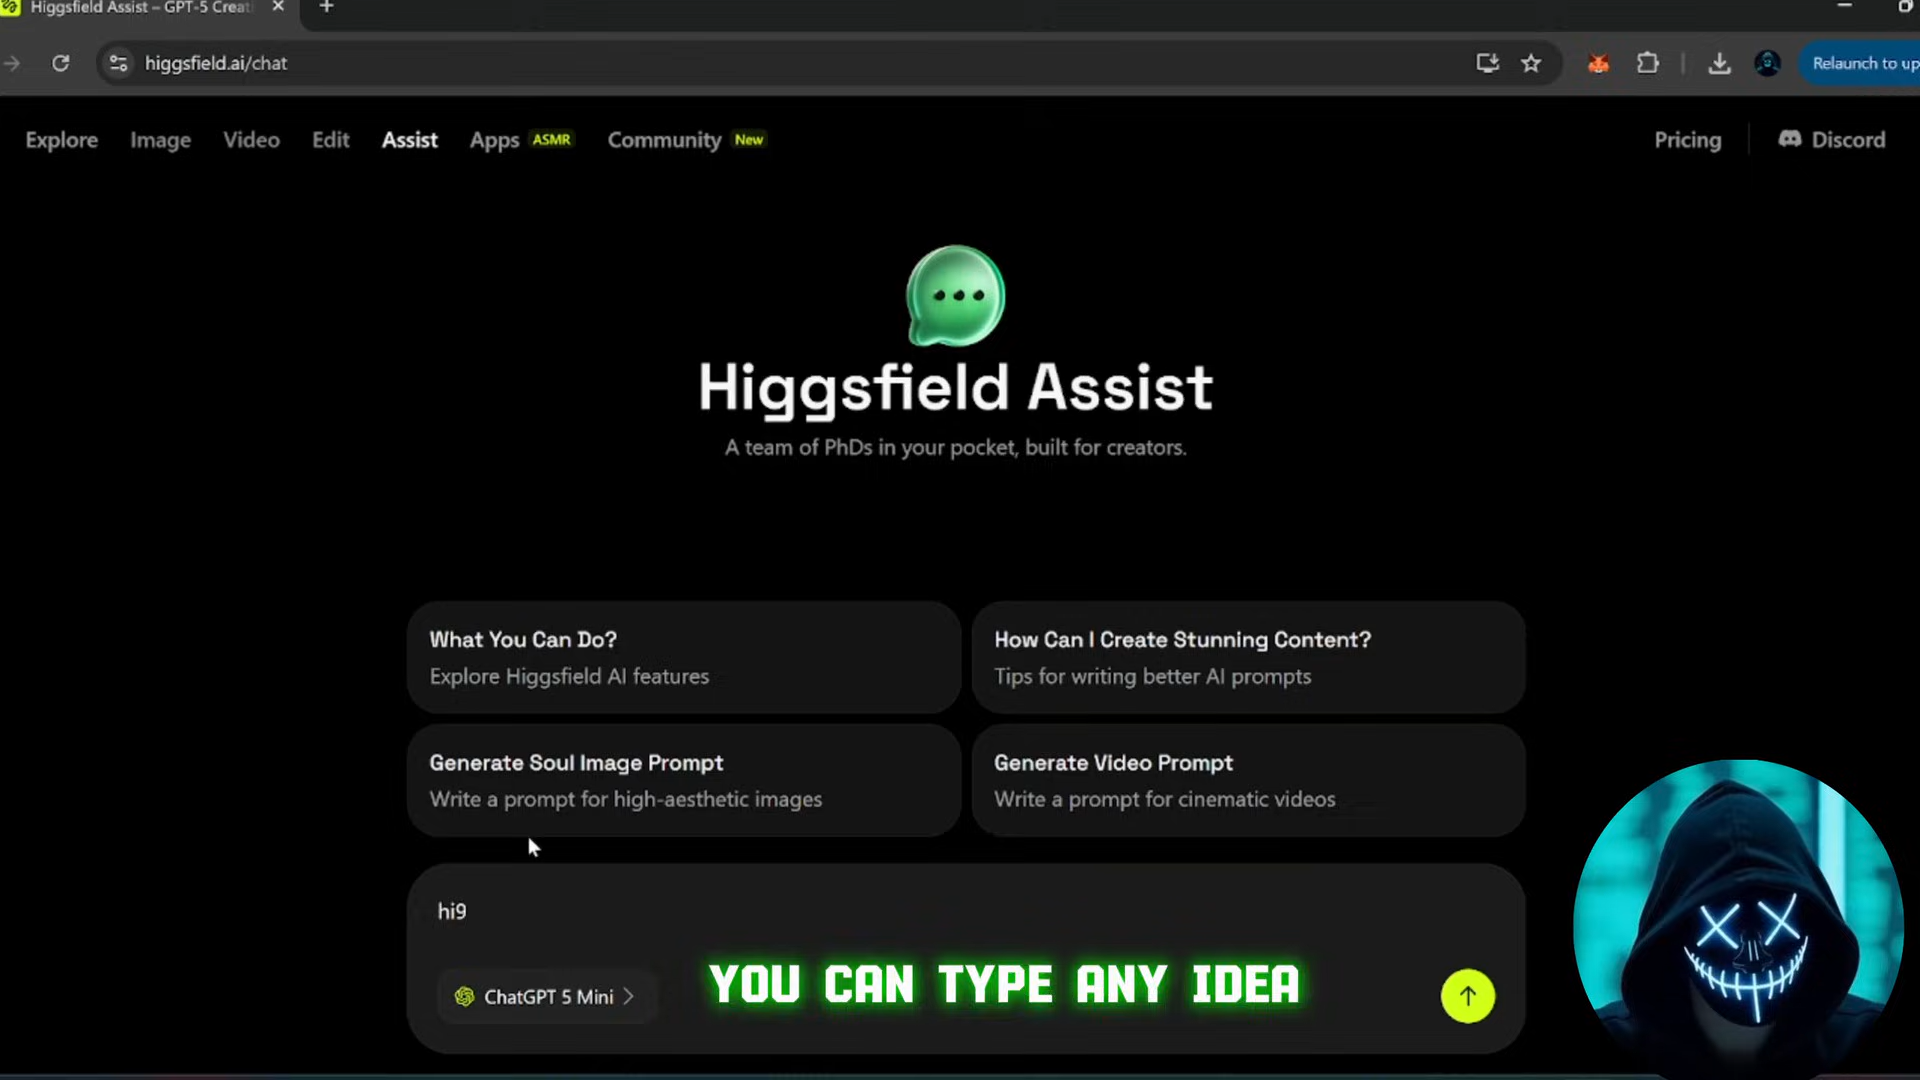 Higgsfield Assist – GPT-5 Creati
higgsfield.ai/chat
Relaunch to up
Explore Image Video Edit Assist Apps ASMR Community New Pricing Discord
Higgsfield Assist
A team of PhDs in your pocket, built for creators.
What You Can Do?
Explore Higgsfield AI features
How Can I Create Stunning Content?
Tips for writing better AI prompts
Generate Soul Image Prompt
Write a prompt for high-aesthetic images
Generate Video Prompt
Write a prompt for cinematic videos
hi9
ChatGPT 5 Mini
YOU CAN TYPE ANY IDEA